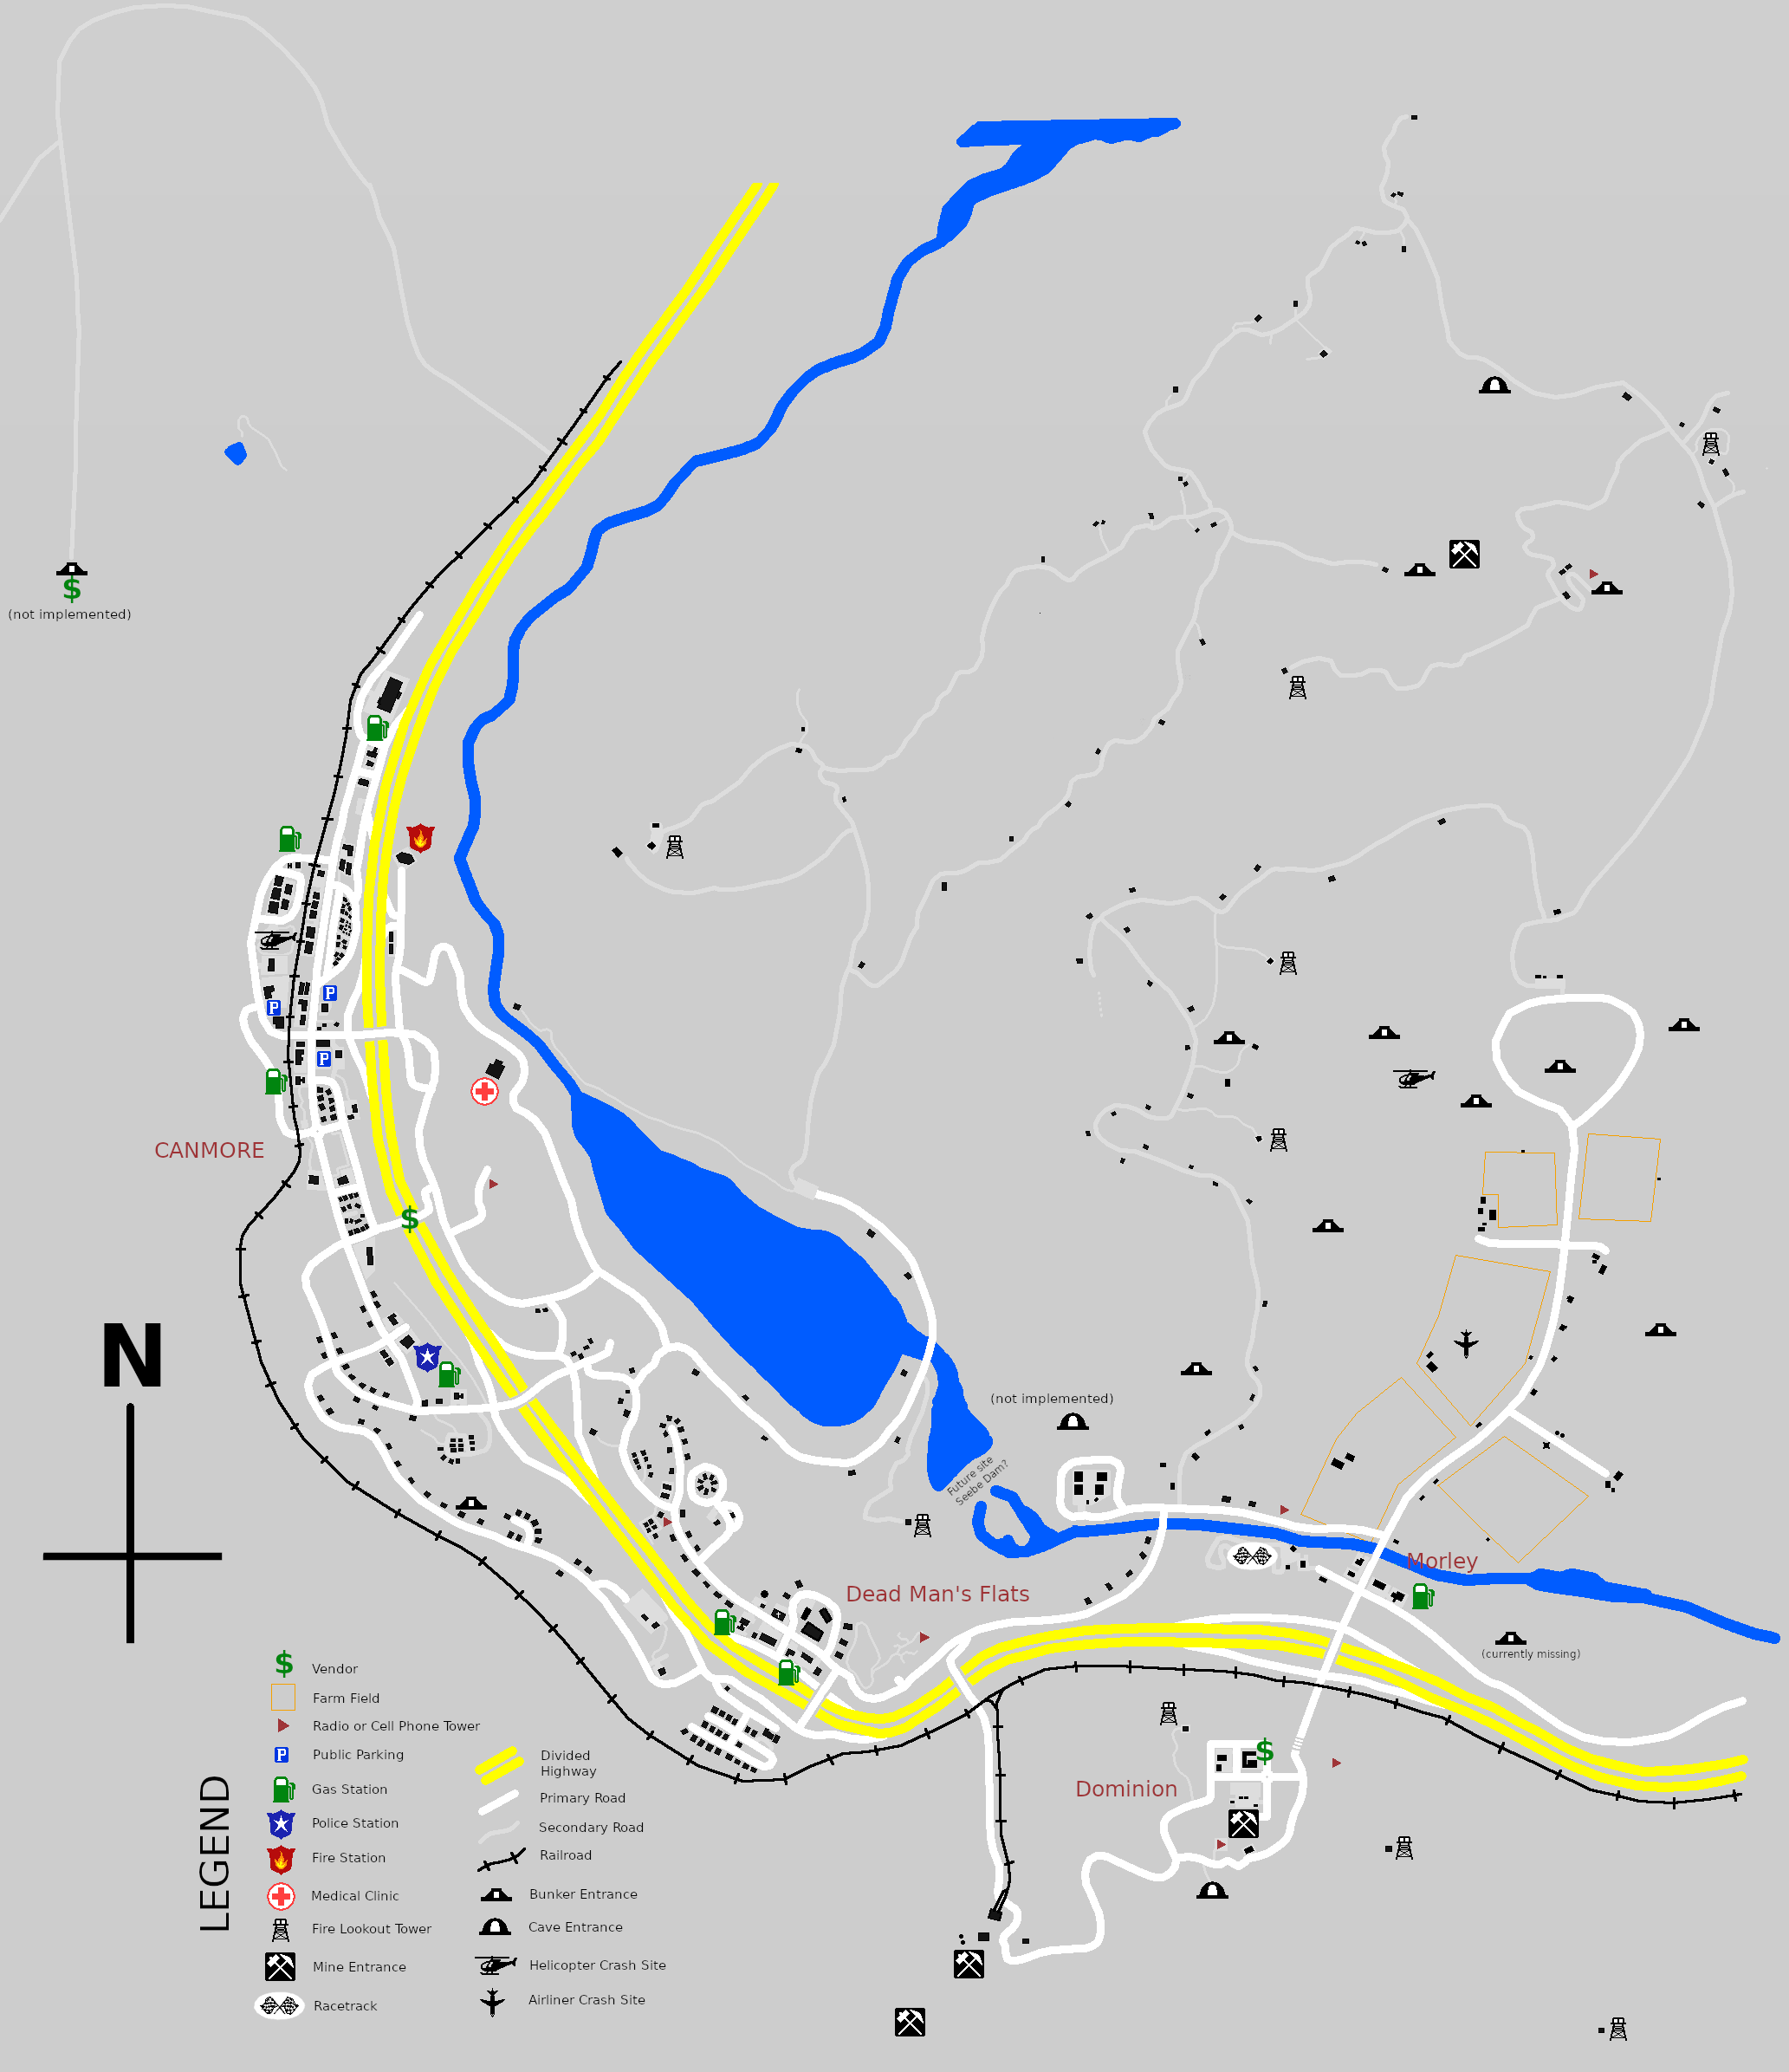 $
(not implemented)
P
P
P
CANMORE
$
N
(not implemented)
Future site
Seebe Dam?
Morley
Dead Man's Flats
(currently missing)
$
Dominion
LEGEND
$ Vendor
Farm Field
Radio or Cell Phone Tower
P Public Parking
Gas Station
Police Station
Fire Station
Medical Clinic
Fire Lookout Tower
Mine Entrance
Racetrack
Divided
Highway
Primary Road
Secondary Road
Railroad
Bunker Entrance
Cave Entrance
Helicopter Crash Site
Airliner Crash Site